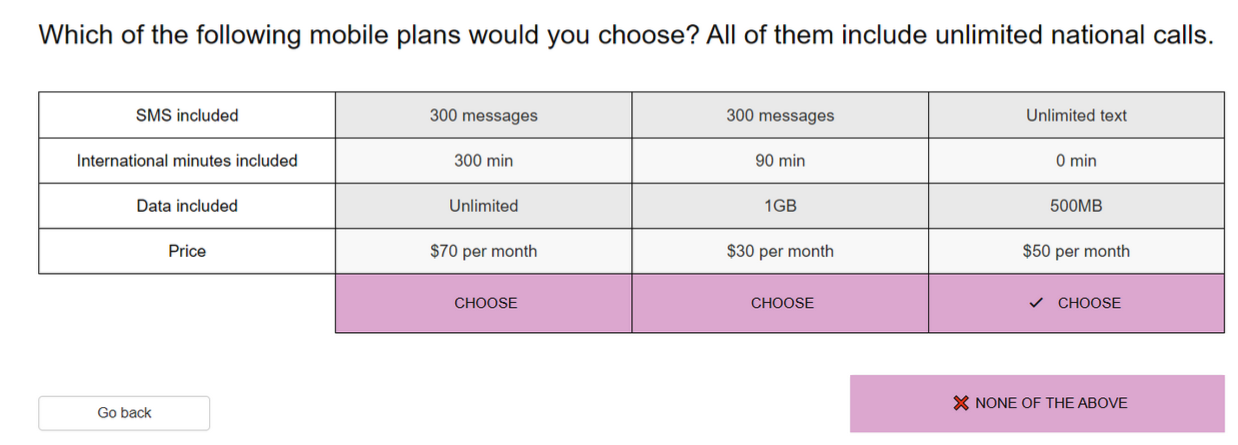 Which of the following mobile plans would you choose? All of them include unlimited national calls.
SMS included 300 messages 300 messages Unlimited text
International minutes included 300 min 90 min 0 min
Data included Unlimited 1GB 500MB
Price $70 per month $30 per month $50 per month
CHOOSE CHOOSE ✓ CHOOSE
❌ NONE OF THE ABOVE
Go back